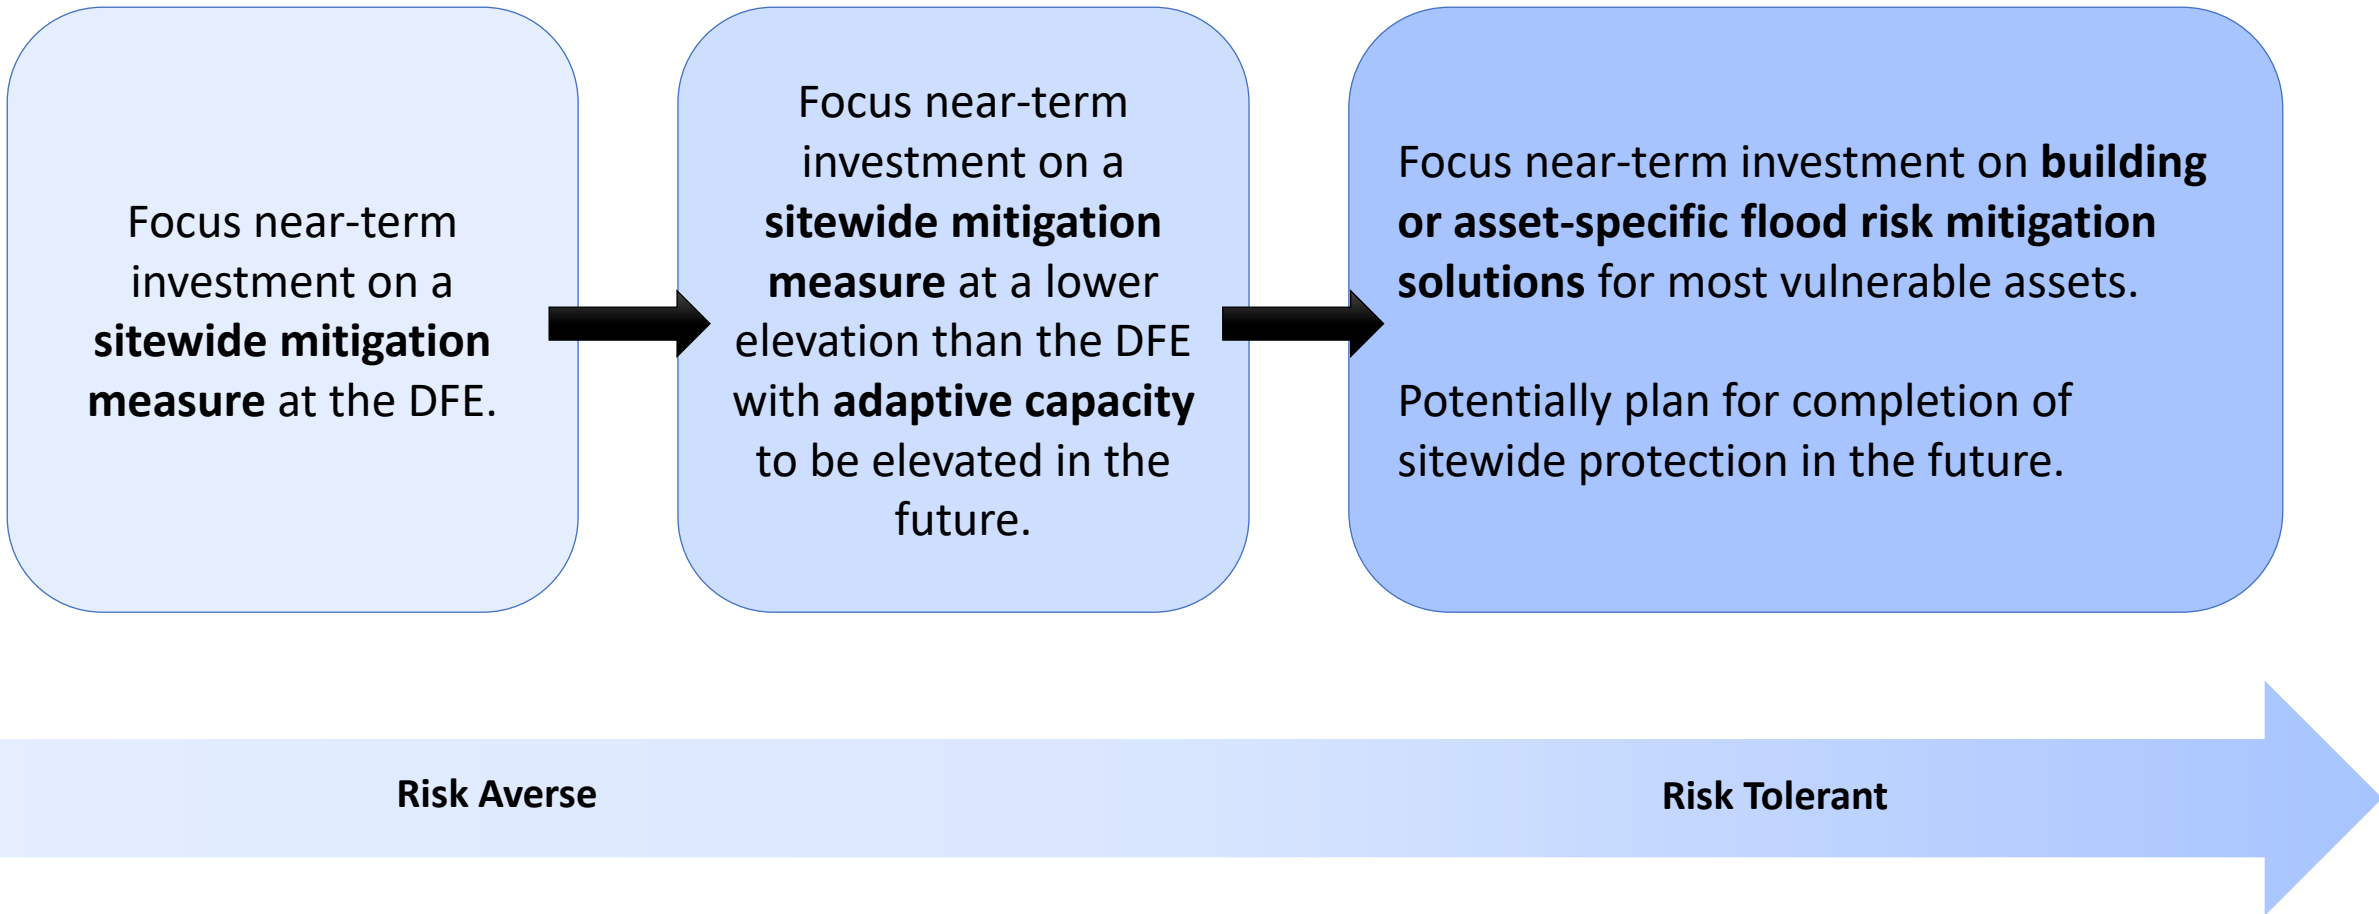 Focus near-term
investment on a
sitewide mitigation
measure at the DFE.
Focus near-term
investment on a
sitewide mitigation
measure at a lower
elevation than the DFE
with adaptive capacity
to be elevated in the
future.
Focus near-term investment on building
or asset-specific flood risk mitigation
solutions for most vulnerable assets.
Potentially plan for completion of
sitewide protection in the future.
Risk Averse
Risk Tolerant